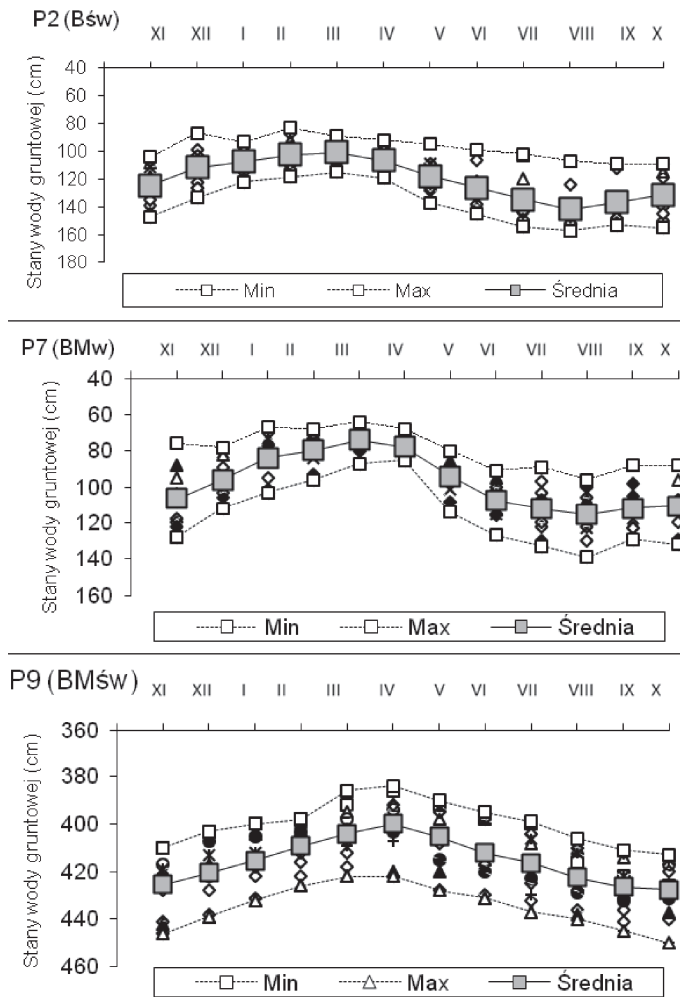 P2 (Bśw)
XI XII I II III IV V VI VII VIII IX X
Stany wody gruntowej (cm)
40
60
80
100
120
140
160
180
Min Max Średnia
P7 (BMw)
XI XII I II III IV V VI VII VIII IX X
Stany wody gruntowej (cm)
40
60
80
100
120
140
160
Min Max Średnia
P9 (BMśw)
XI XII I II III IV V VI VII VIII IX X
Stany wody gruntowej (cm)
360
380
400
420
440
460
Min Max Średnia